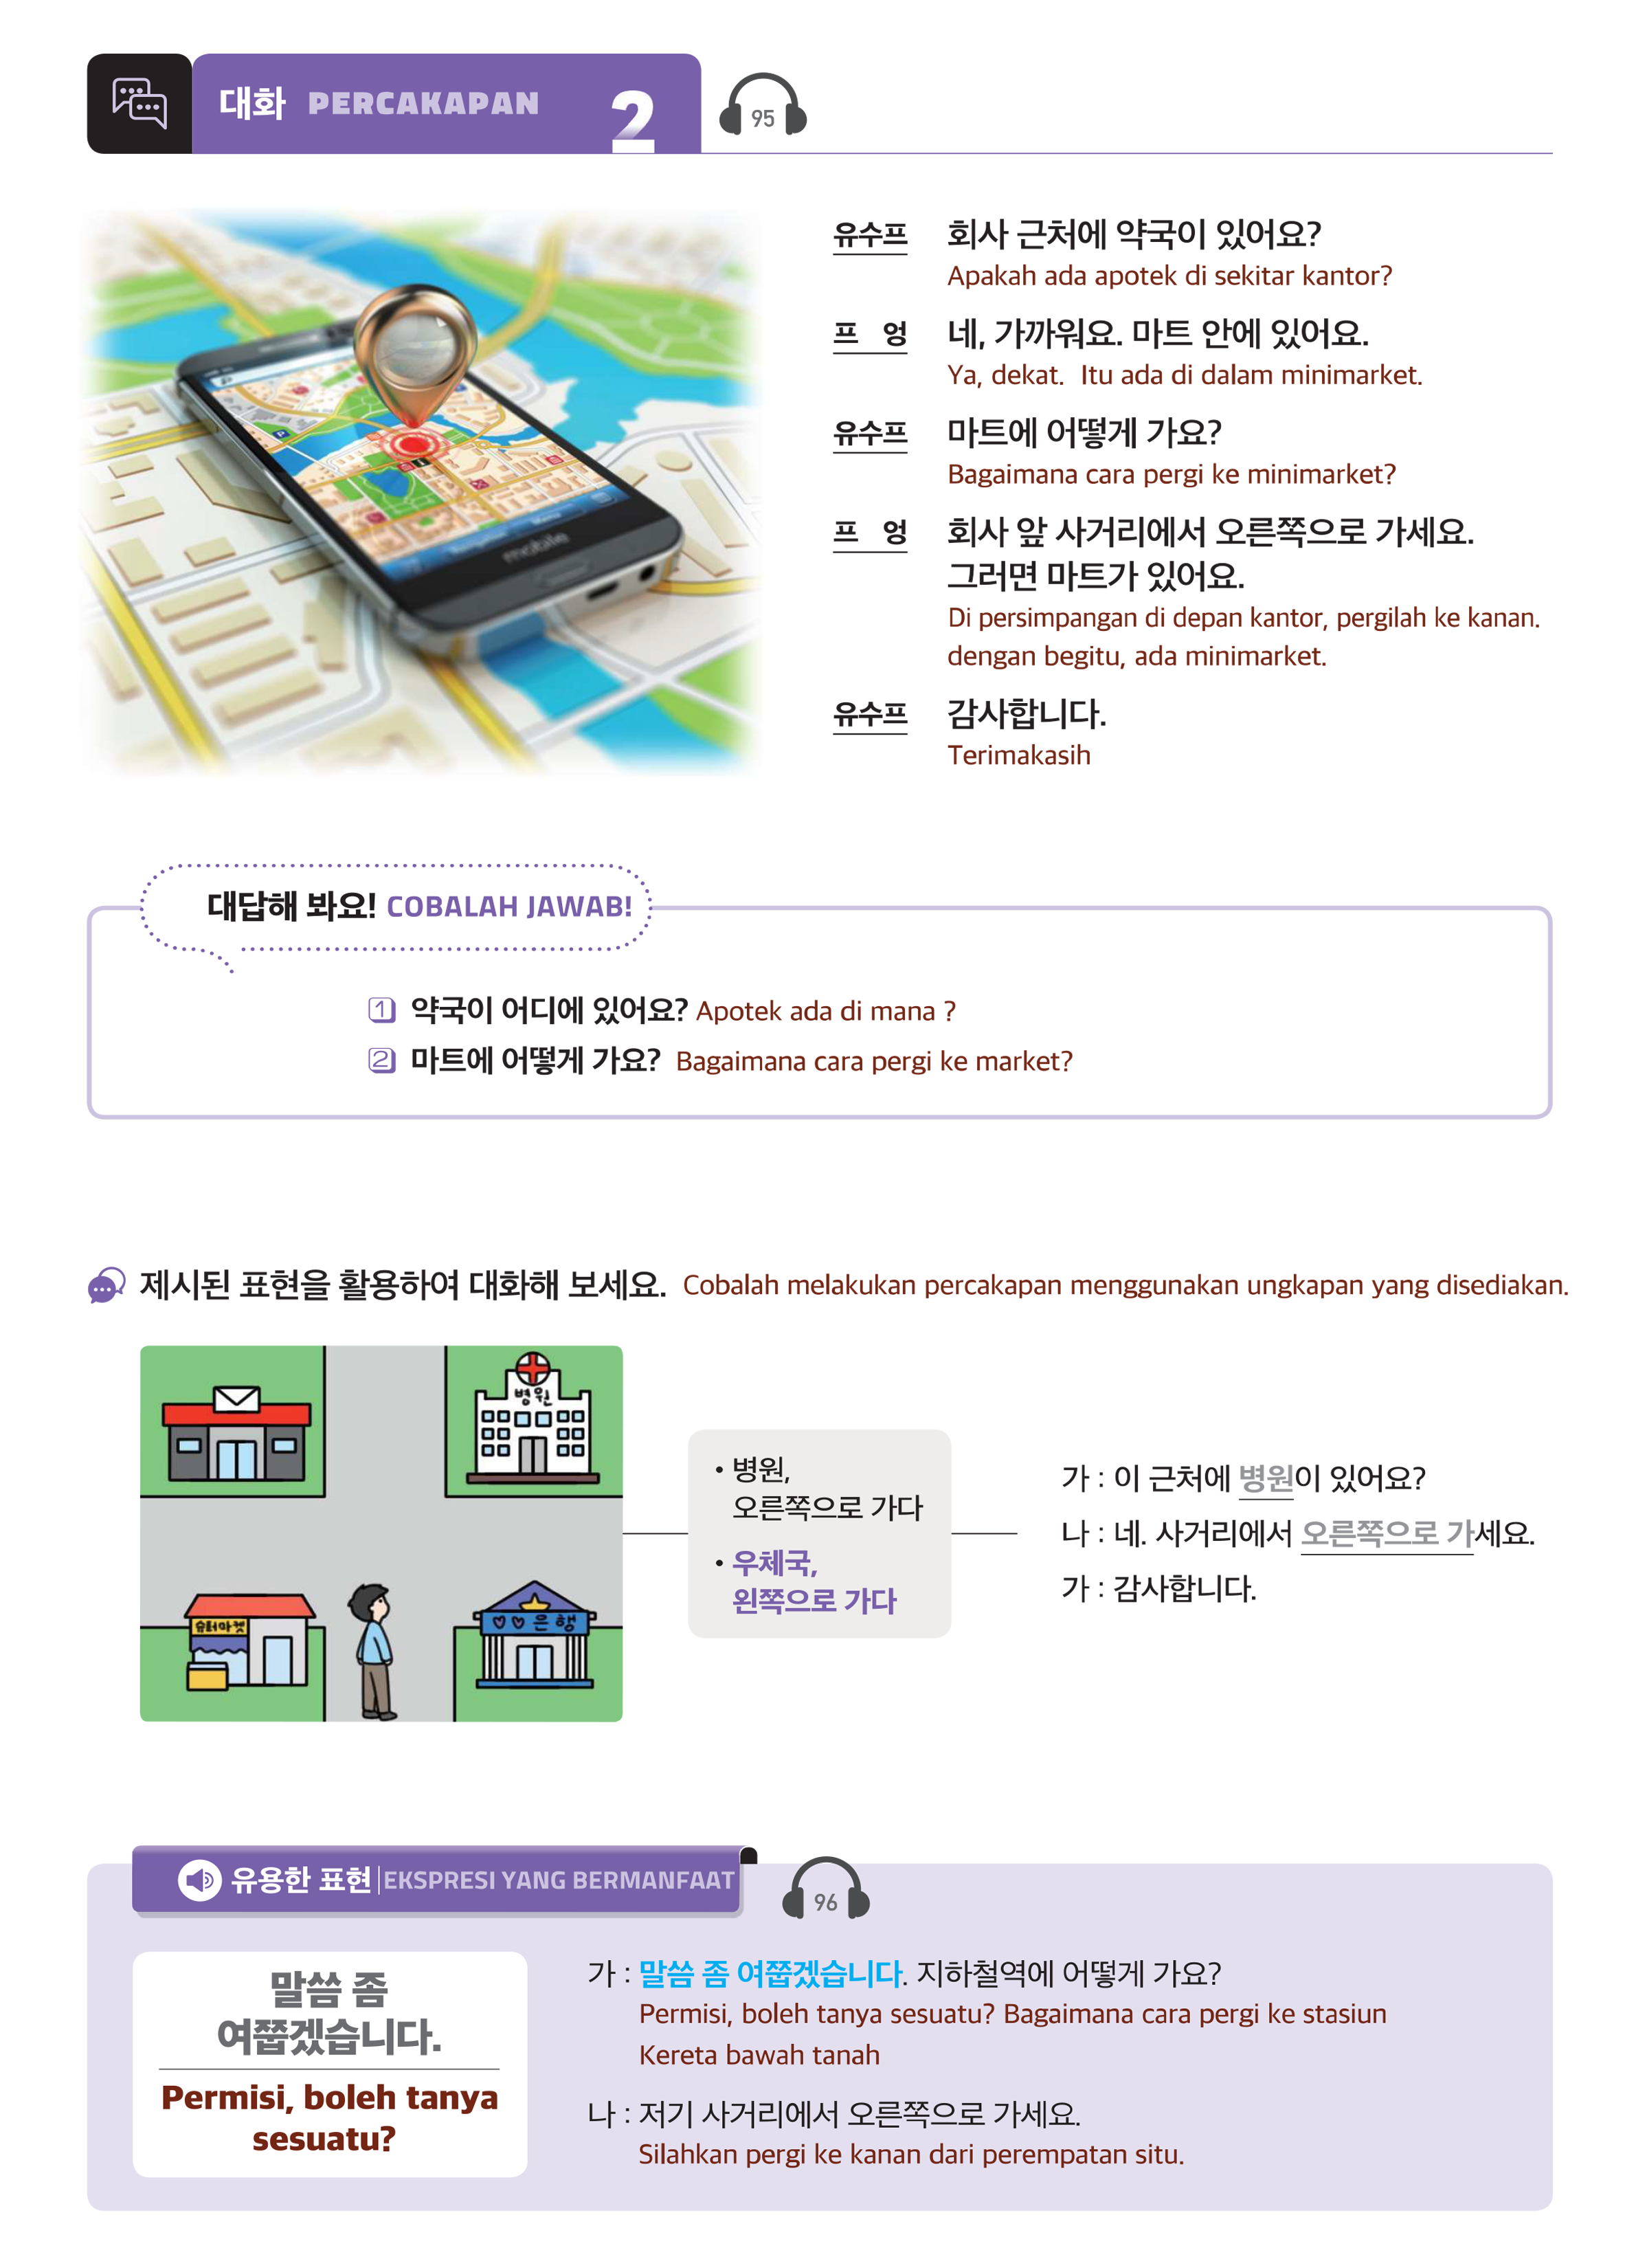 대화 PERCAKAPAN 2
95
유수프 회사 근처에 약국이 있어요?
Apakah ada apotek di sekitar kantor?
프 엉 네, 가까워요. 마트 안에 있어요.
Ya, dekat. Itu ada di dalam minimarket.
유수프 마트에 어떻게 가요?
Bagaimana cara pergi ke minimarket?
프 엉 회사 앞 사거리에서 오른쪽으로 가세요.
그러면 마트가 있어요.
Di persimpangan di depan kantor, pergilah ke kanan.
dengan begitu, ada minimarket.
유수프 감사합니다.
Terimakasih
mobile
Menu
대답해 봐요! COBALAH JAWAB!
1 약국이 어디에 있어요? Apotek ada di mana ?
2 마트에 어떻게 가요? Bagaimana cara pergi ke market?
제시된 표현을 활용하여 대화해 보세요. Cobalah melakukan percakapan menggunakan ungkapan yang disediakan.
병원
슈퍼마켓
은행
• 병원,
오른쪽으로 가다
• 우체국,
왼쪽으로 가다
가 : 이 근처에 병원이 있어요?
나 : 네. 사거리에서 오른쪽으로 가세요.
가 : 감사합니다.
유용한 표현 EKSPRESI YANG BERMANFAAT
96
말씀 좀
여쭙겠습니다.
Permisi, boleh tanya
sesuatu?
가 : 말씀 좀 여쭙겠습니다. 지하철역에 어떻게 가요?
Permisi, boleh tanya sesuatu? Bagaimana cara pergi ke stasiun
Kereta bawah tanah
나 : 저기 사거리에서 오른쪽으로 가세요.
Silahkan pergi ke kanan dari perempatan situ.